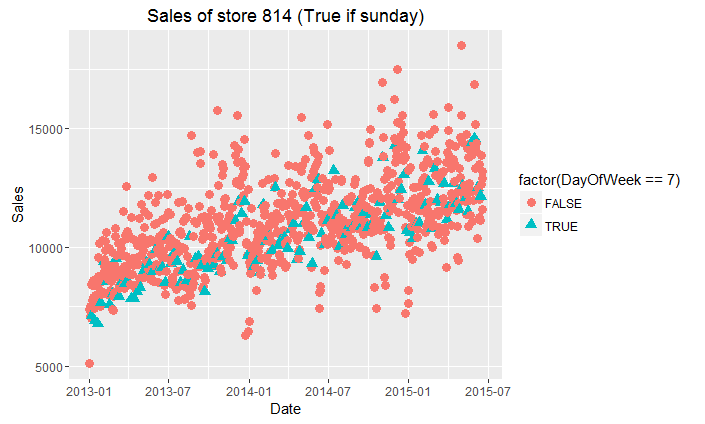 Sales of store 814 (True if sunday)
15000
10000
5000
Sales
2013-01 2013-07 2014-01 2014-07 2015-01 2015-07
Date
factor(DayOfWeek == 7)
FALSE
TRUE